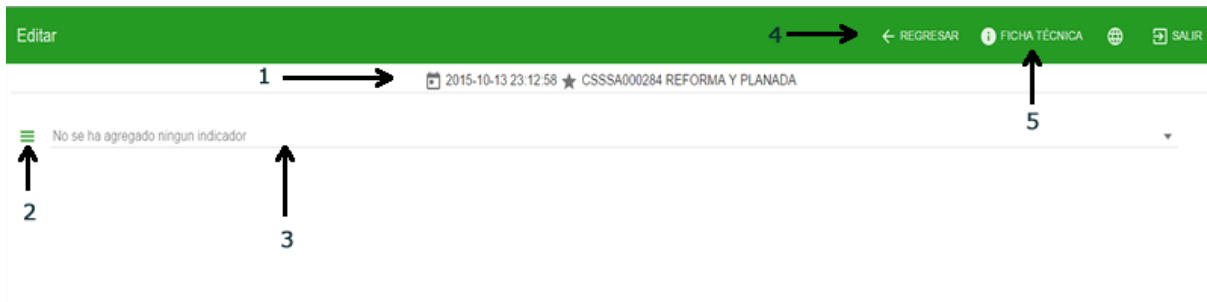 Editar 4 REGRESAR FICHA TÉCNICA SALIR
1 2015-10-13 23:12:58 CSSSA000284 REFORMA Y PLANADA
5
No se ha agregado ningun indicador
2
3